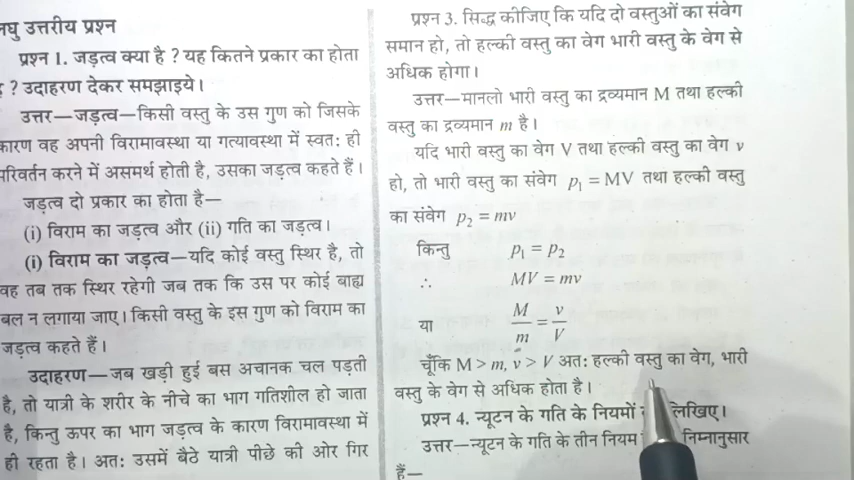 लघु उत्तरीय प्रश्न
प्रश्न 1. जड़त्व क्या है ? यह कितने प्रकार का होता
है ? उदाहरण देकर समझाइये।
उत्तर—जड़त्व—किसी वस्तु के उस गुण को जिसके
कारण वह अपनी विरामावस्था या गत्यावस्था में स्वत: ही
परिवर्तन करने में असमर्थ होती है, उसका जड़त्व कहते हैं।
जड़त्व दो प्रकार का होता है—
(i) विराम का जड़त्व और (ii) गति का जड़त्व।
(i) विराम का जड़त्व—यदि कोई वस्तु स्थिर है, तो
वह तब तक स्थिर रहेगी जब तक कि उस पर कोई बाह्य
बल न लगाया जाए। किसी वस्तु के इस गुण को विराम का
जड़त्व कहते हैं।
उदाहरण—जब खड़ी हुई बस अचानक चल पड़ती
है, तो यात्री के शरीर के नीचे का भाग गतिशील हो जाता
है, किन्तु ऊपर का भाग जड़त्व के कारण विरामावस्था में
ही रहता है। अत: उसमें बैठे यात्री पीछे की ओर गिर
प्रश्न 3. सिद्ध कीजिए कि यदि दो वस्तुओं का संवेग
समान हो, तो हल्की वस्तु का वेग भारी वस्तु के वेग से
अधिक होगा।
उत्तर—मानलो भारी वस्तु का द्रव्यमान M तथा हल्की
वस्तु का द्रव्यमान m है।
यदि भारी वस्तु का वेग V तथा हल्की वस्तु का वेग v
हो, तो भारी वस्तु का संवेग p₁ = MV तथा हल्की वस्तु
का संवेग p₂ = mv
किन्तु p₁ = p₂
∴ MV = mv
या M/m = v/V
चूँकि M > m, v > V अत: हल्की वस्तु का वेग, भारी
वस्तु के वेग से अधिक होता है।
प्रश्न 4. न्यूटन के गति के नियमों लिखिए।
उत्तर—न्यूटन के गति के तीन नियम निम्नानुसार
हैं—